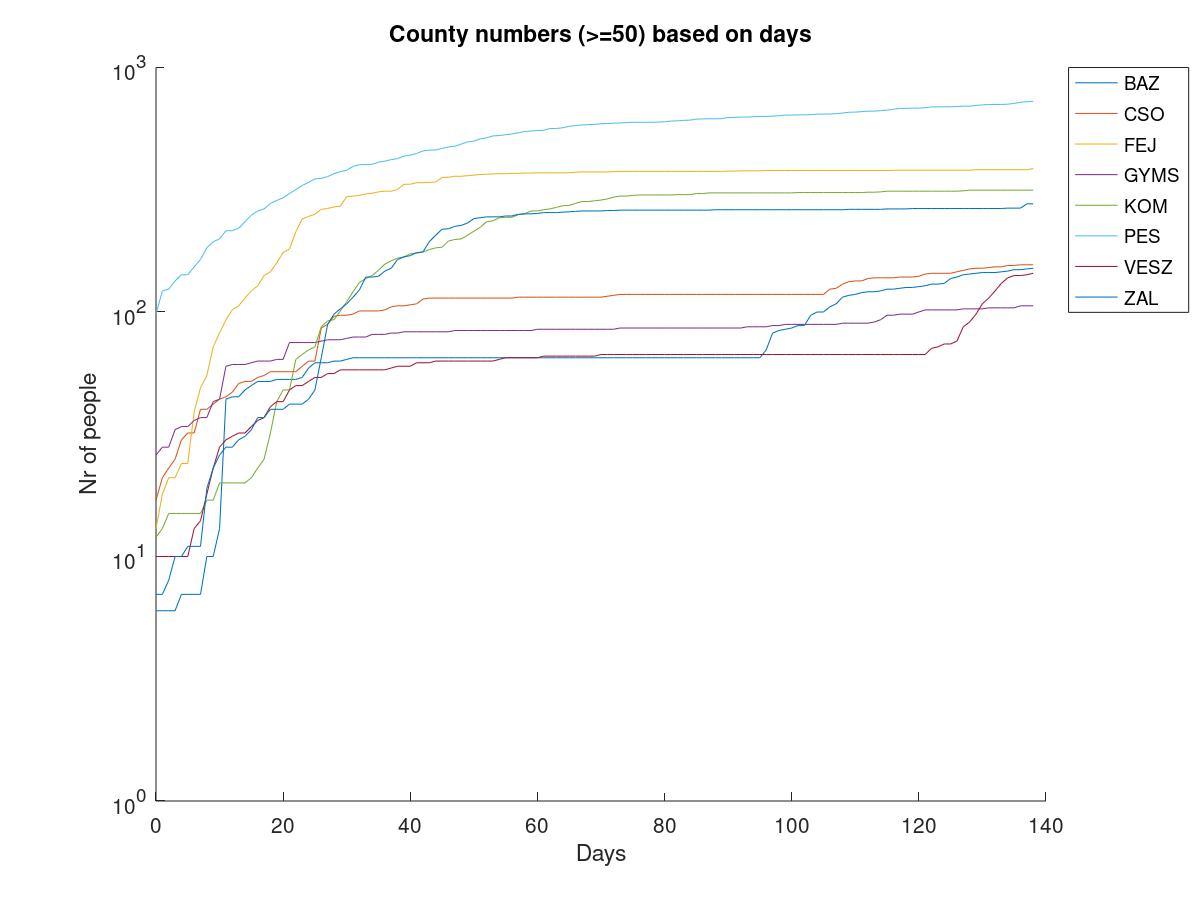 County numbers (>=50) based on days
10^3
10^2
10^1
10^0
Nr of people
0 20 40 60 80 100 120 140
Days
BAZ
CSO
FEJ
GYMS
KOM
PES
VESZ
ZAL